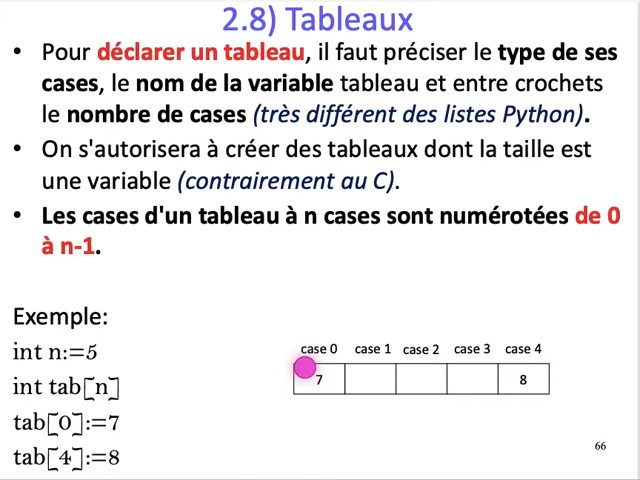 2.8) Tableaux
• Pour déclarer un tableau, il faut préciser le type de ses
cases, le nom de la variable tableau et entre crochets
le nombre de cases (très différent des listes Python).
• On s'autorisera à créer des tableaux dont la taille est
une variable (contrairement au C).
• Les cases d'un tableau à n cases sont numérotées de 0
à n-1.
Exemple:
int n:=5
int tab[n]
tab[0]:=7
tab[4]:=8
case 0 case 1 case 2 case 3 case 4
7 8
66